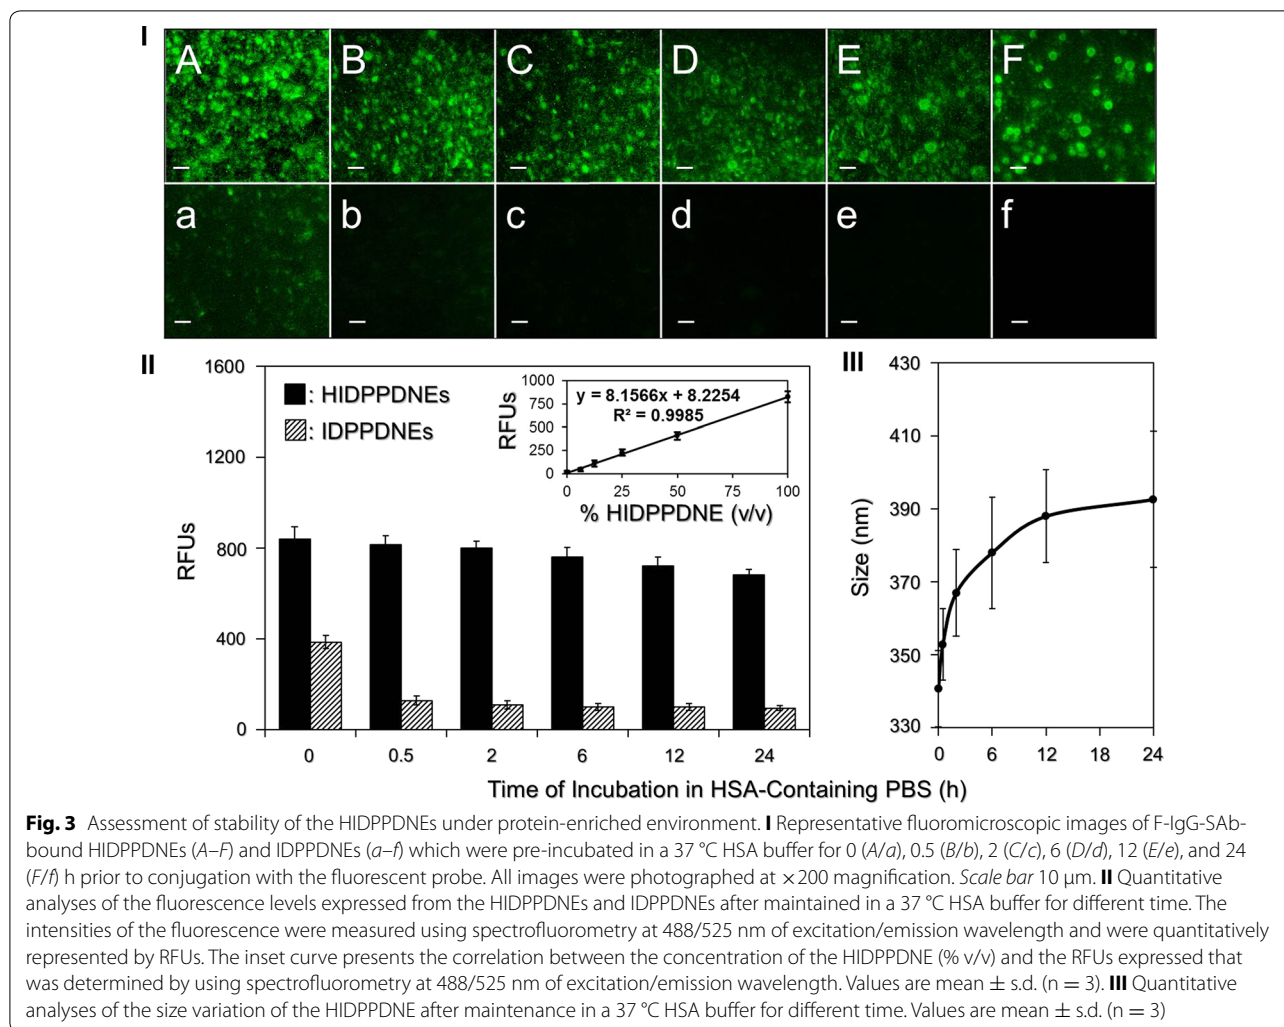 I
A B C D E F
a b c d e f
II
1600
1200
800
400
0
RFUs
: HIDPPDNEs
: IDPPDNEs
1000
750
500
250
0
RFUs
y = 8.1566x + 8.2254
R² = 0.9985
0 25 50 75 100
% HIDPPDNE (v/v)
0 0.5 2 6 12 24
III
430
410
390
370
350
330
Size (nm)
0 6 12 18 24
Time of Incubation in HSA-Containing PBS (h)
Fig. 3 Assessment of stability of the HIDPPDNEs under protein-enriched environment. I Representative fluoromicroscopic images of F-IgG-SAb-
bound HIDPPDNEs (A–F) and IDPPDNEs (a–f) which were pre-incubated in a 37 °C HSA buffer for 0 (A/a), 0.5 (B/b), 2 (C/c), 6 (D/d), 12 (E/e), and 24
(F/f) h prior to conjugation with the fluorescent probe. All images were photographed at ×200 magnification. Scale bar 10 μm. II Quantitative
analyses of the fluorescence levels expressed from the HIDPPDNEs and IDPPDNEs after maintained in a 37 °C HSA buffer for different time. The
intensities of the fluorescence were measured using spectrofluorometry at 488/525 nm of excitation/emission wavelength and were quantitatively
represented by RFUs. The inset curve presents the correlation between the concentration of the HIDPPDNE (% v/v) and the RFUs expressed that
was determined by using spectrofluorometry at 488/525 nm of excitation/emission wavelength. Values are mean ± s.d. (n = 3). III Quantitative
analyses of the size variation of the HIDPPDNE after maintenance in a 37 °C HSA buffer for different time. Values are mean ± s.d. (n = 3)